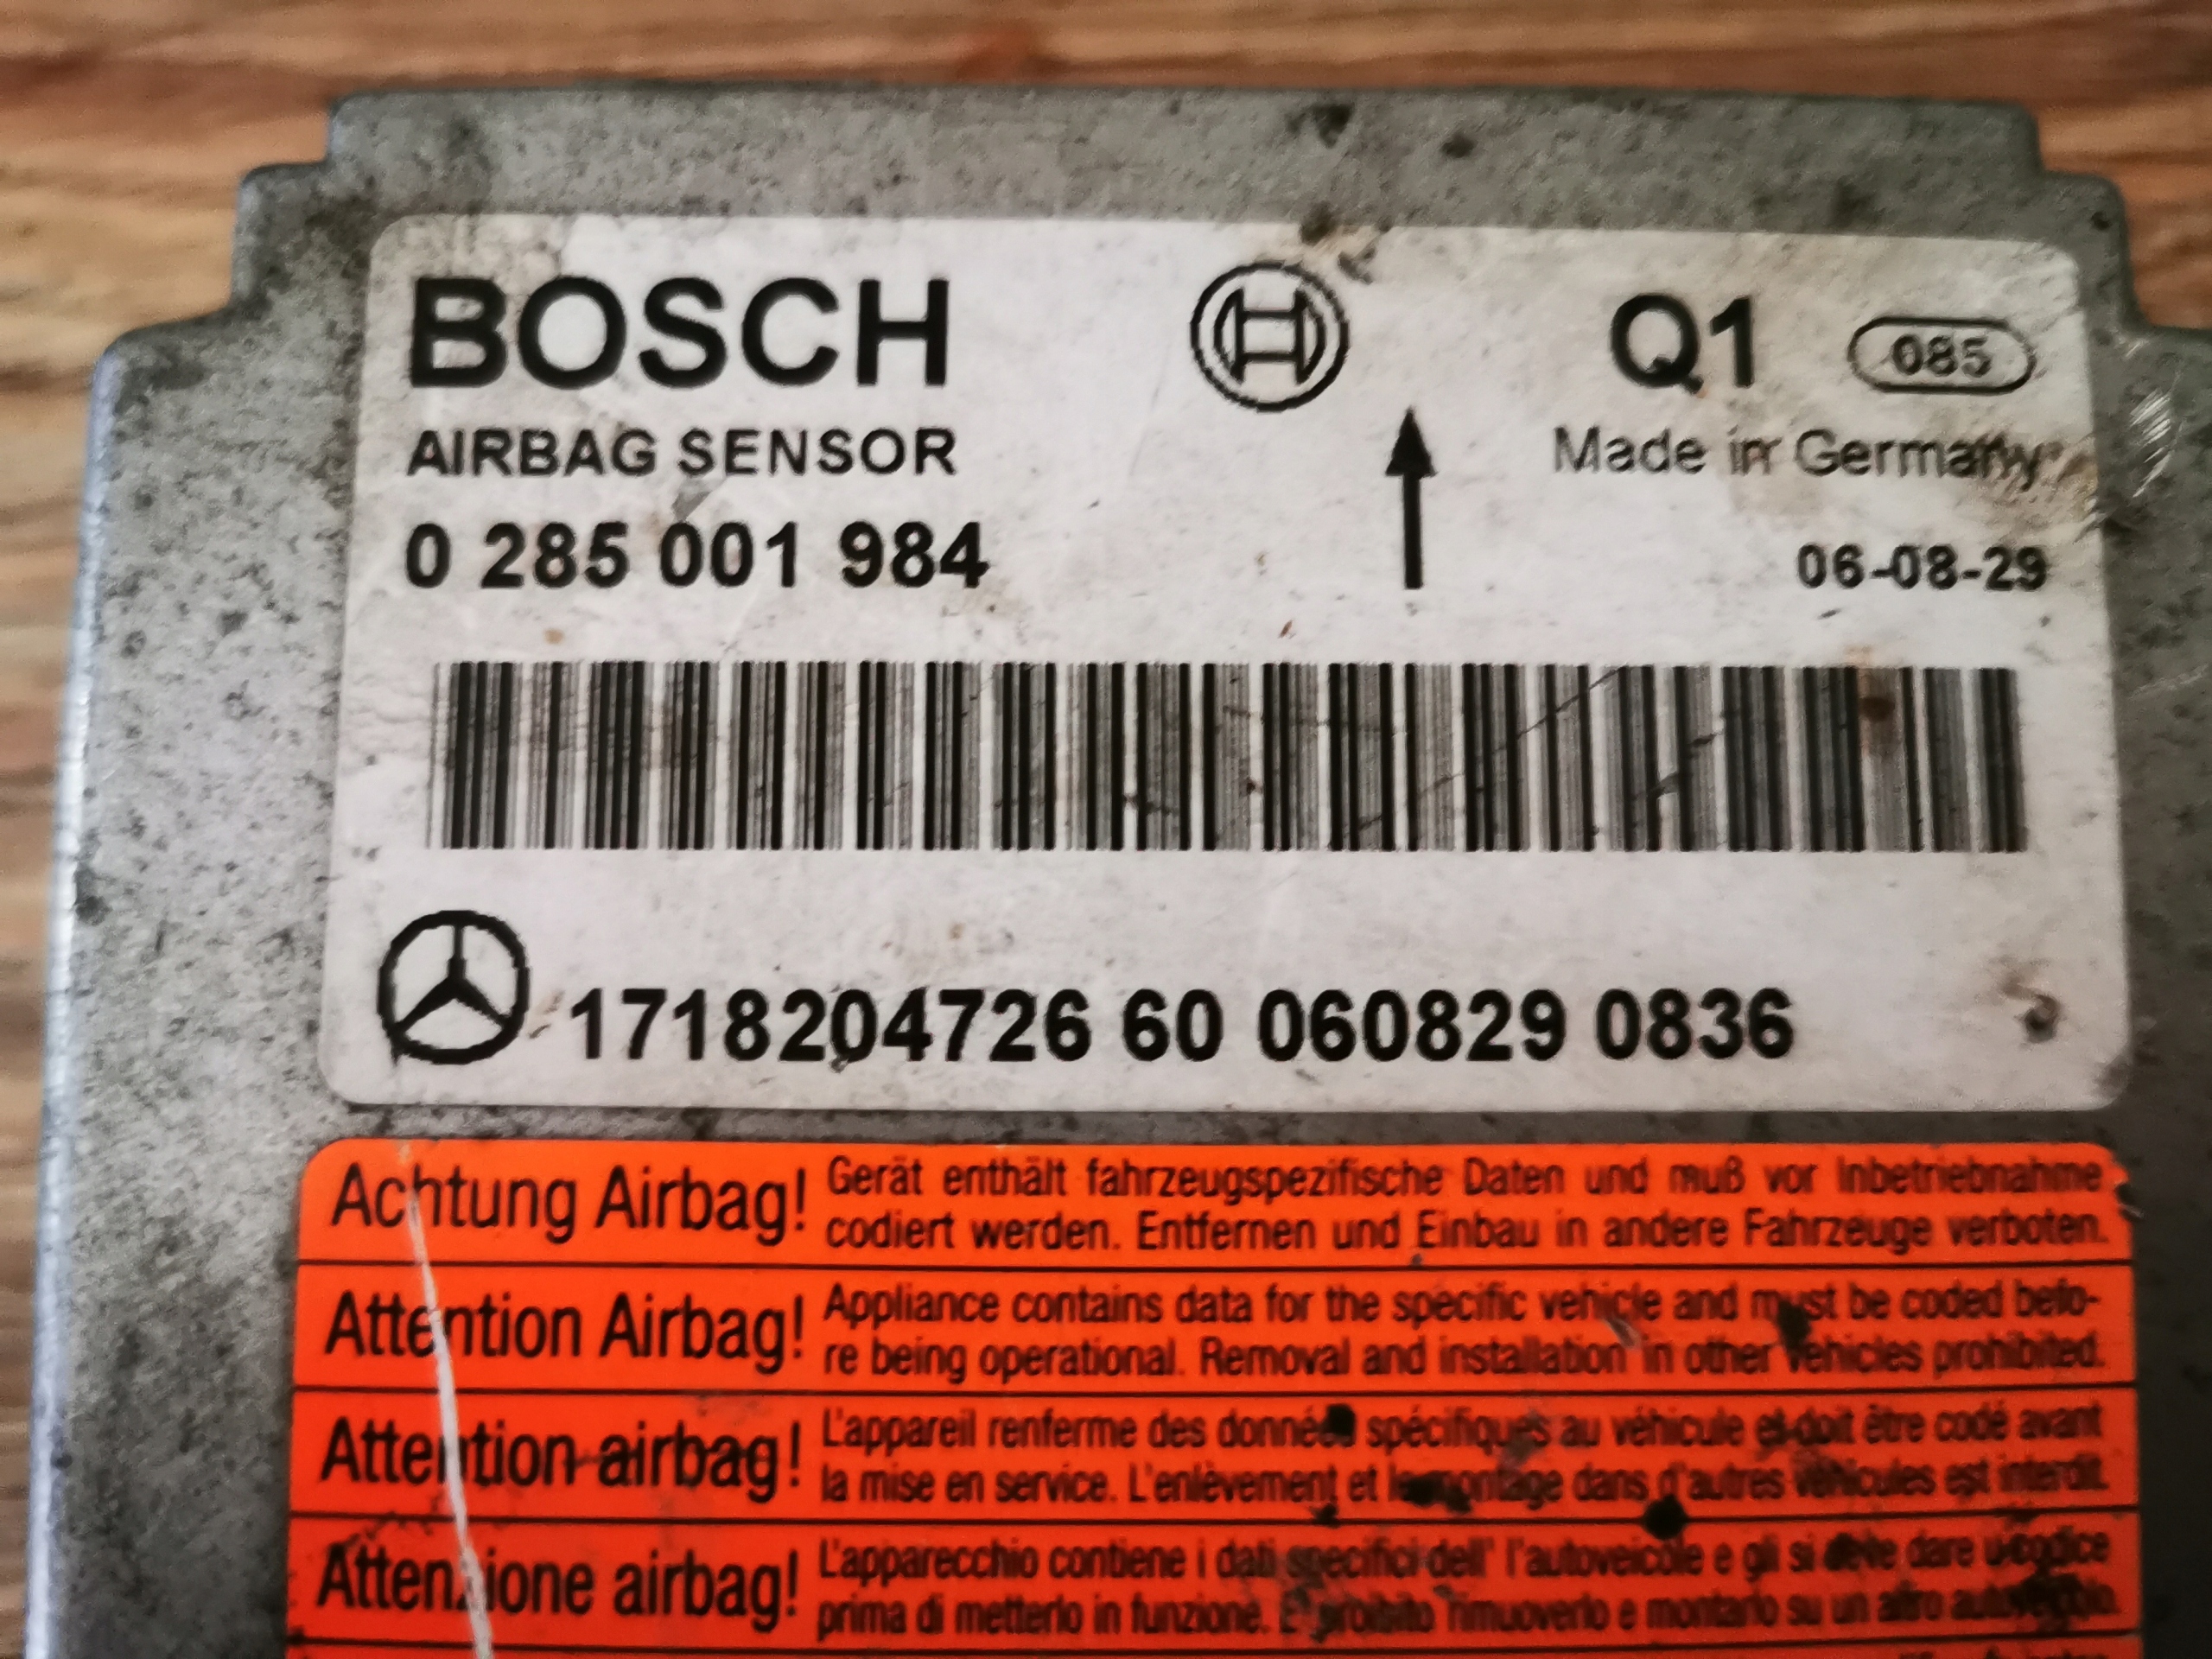 BOSCH
Q1 085
AIRBAG SENSOR
Made in Germany
0 285 001 984
06-08-29
1718204726 60 060829 0836
Achtung Airbag!
Gerät enthält fahrzeugspezifische Daten und muß vor Inbetriebnahme
codiert werden. Entfernen und Einbau in andere Fahrzeuge verboten.
Attention Airbag!
Appliance contains data for the specific vehicle and must be coded befo-
re being operational. Removal and installation in other vehicles prohibited.
Attention airbag!
L'appareil renferme des données spécifiques au véhicule et doit être codé avant
la mise en service. L'enlèvement et le montage dans d'autres véhicules est interdit.
Attenzione airbag!
L'apparecchio contiene i dati specifici dell' l'autoveicole e gli si deve dare u codice
prima di metterlo in funzione. E' proibito rimuoverlo e montarlo su un altro